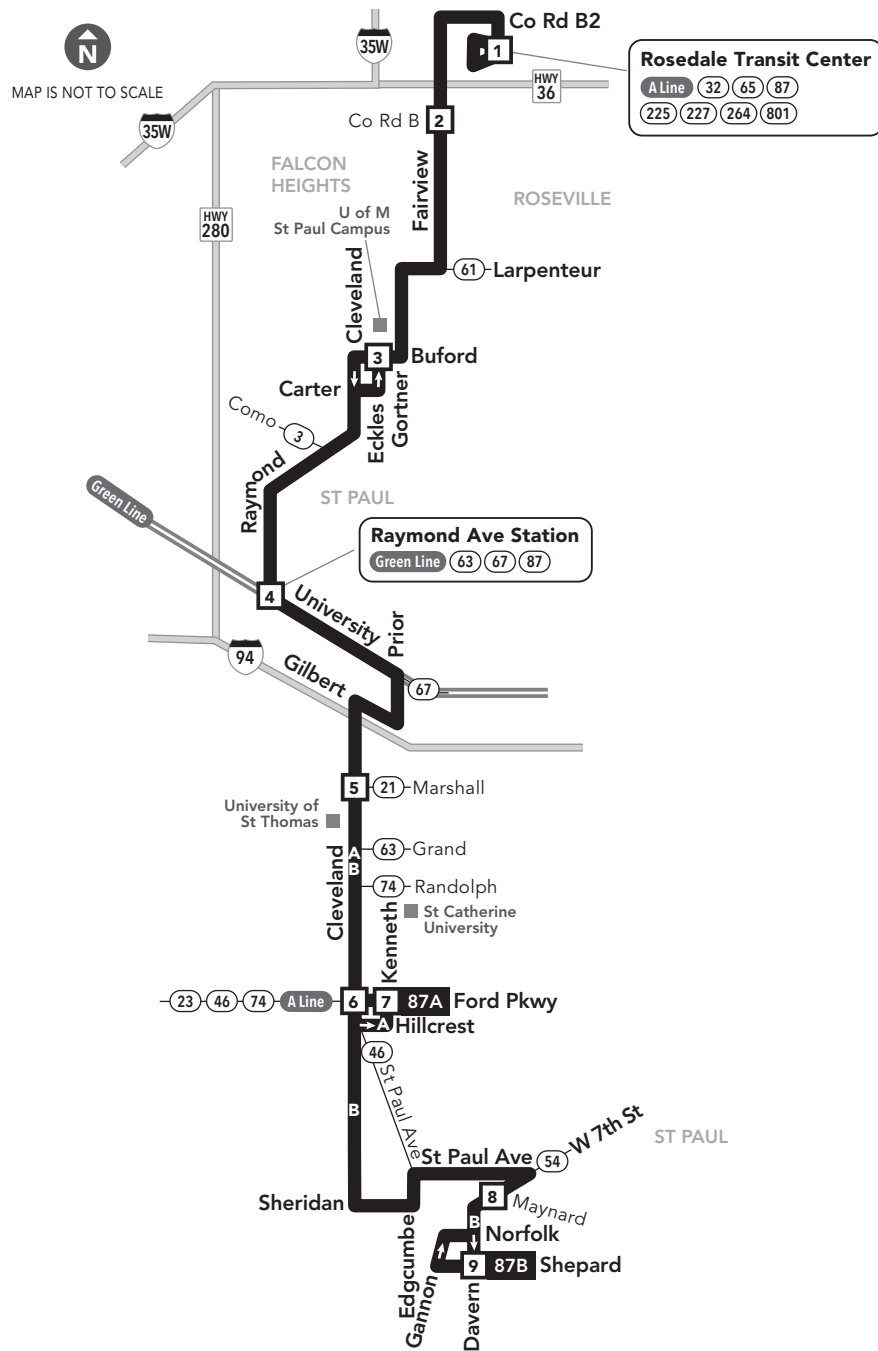 N
MAP IS NOT TO SCALE
35W
Co Rd B2
1
Rosedale Transit Center
A Line 32 65 87
225 227 264 801
HWY
36
35W
Co Rd B
2
FALCON
HEIGHTS
Fairview
ROSEVILLE
HWY
280
U of M
St Paul Campus
61
Larpenteur
Cleveland
3
Buford
Carter
Eckles
Gortner
Como
3
Raymond
ST PAUL
Green Line
Raymond Ave Station
Green Line 63 67 87
4
University
Prior
94
Gilbert
67
5
21
Marshall
University of
St Thomas
A
B
63
Grand
Cleveland
74
Randolph
St Catherine
University
Kenneth
23 46 74 A Line
6
7
87A
Ford Pkwy
A
Hillcrest
46
St Paul Ave
B
St Paul Ave
54
W 7th St
ST PAUL
Sheridan
8
Maynard
Edgcumbe
B
Norfolk
Gannon
9
87B
Shepard
Davern